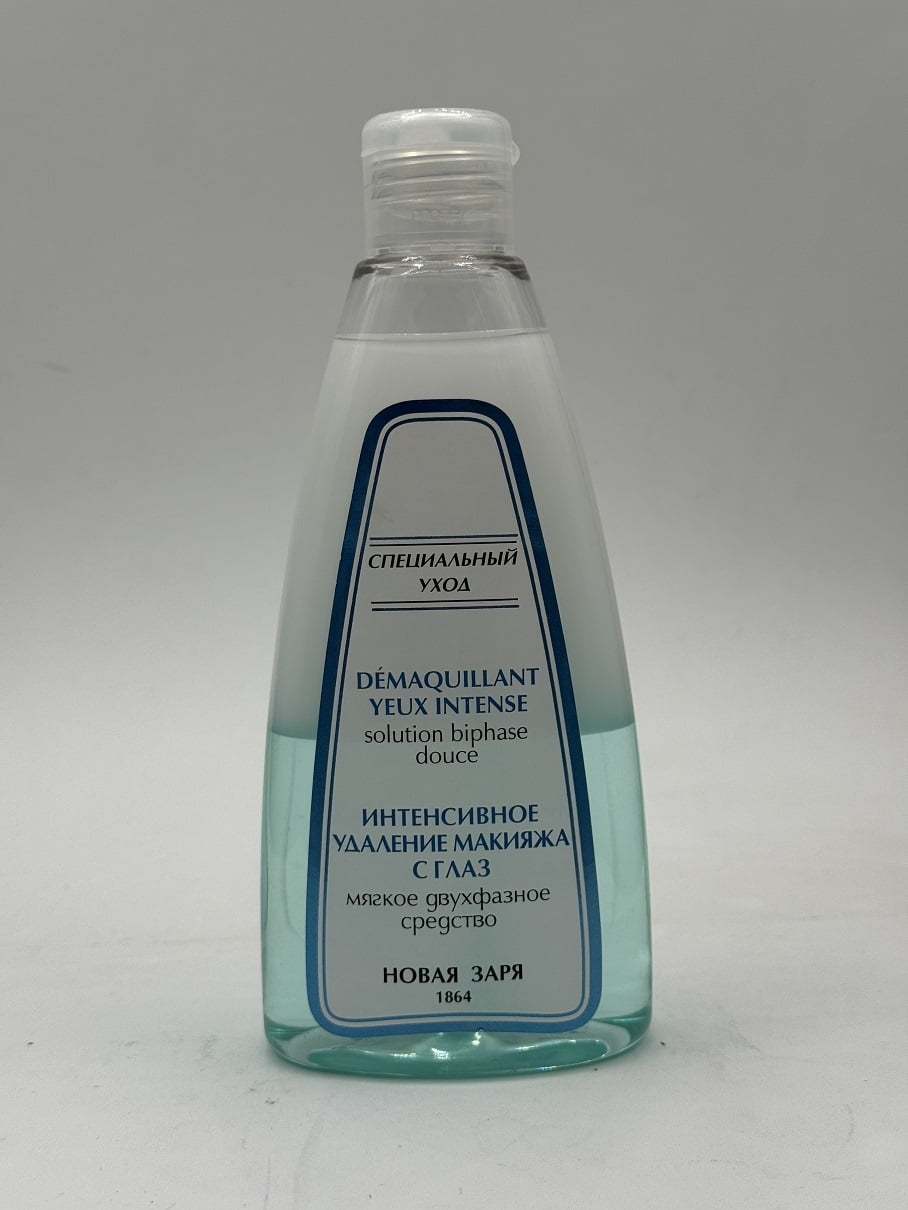 СПЕЦИАЛЬНЫЙ
УХОД
DÉMAQUILLANT
YEUX INTENSE
solution biphase
douce
ИНТЕНСИВНОЕ
УДАЛЕНИЕ МАКИЯЖА
С ГЛАЗ
мягкое двухфазное
средство
НОВАЯ ЗАРЯ
1864